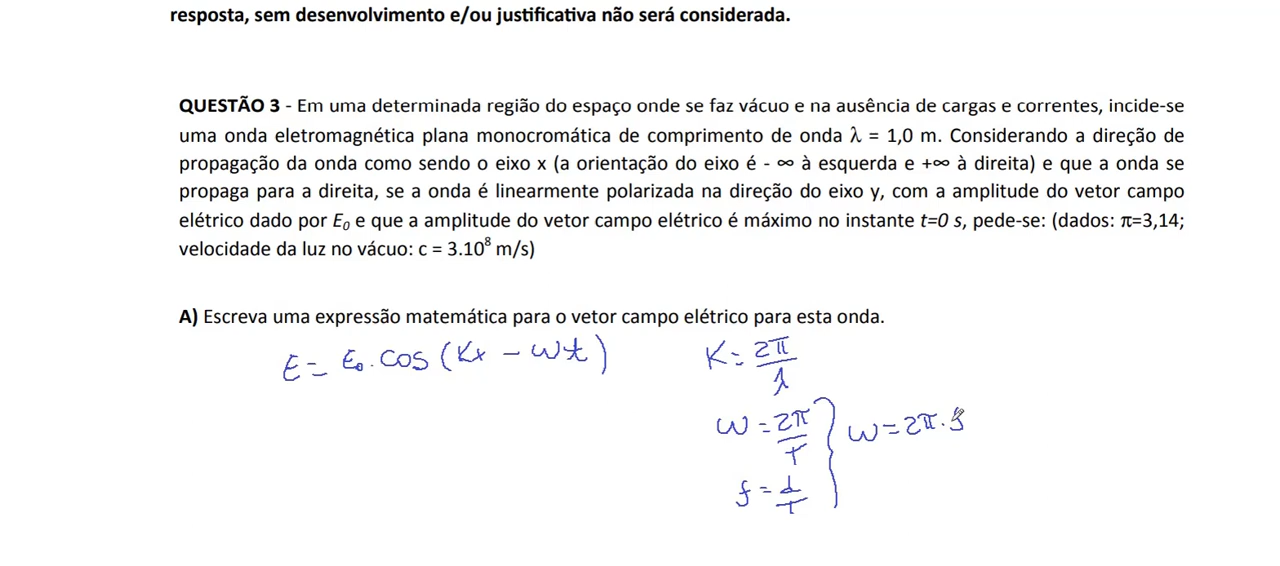 resposta, sem desenvolvimento e/ou justificativa não será considerada.
QUESTÃO 3 - Em uma determinada região do espaço onde se faz vácuo e na ausência de cargas e correntes, incide-se
uma onda eletromagnética plana monocromática de comprimento de onda λ = 1,0 m. Considerando a direção de
propagação da onda como sendo o eixo x (a orientação do eixo é - ∞ à esquerda e +∞ à direita) e que a onda se
propaga para a direita, se a onda é linearmente polarizada na direção do eixo y, com a amplitude do vetor campo
elétrico dado por E₀ e que a amplitude do vetor campo elétrico é máximo no instante t=0 s, pede-se: (dados: π=3,14;
velocidade da luz no vácuo: c = 3.10⁸ m/s)
A) Escreva uma expressão matemática para o vetor campo elétrico para esta onda.
E = E₀ . cos (Kx - wt)
K = 2π/λ
w = 2π/T
w = 2π . f
f = 1/T